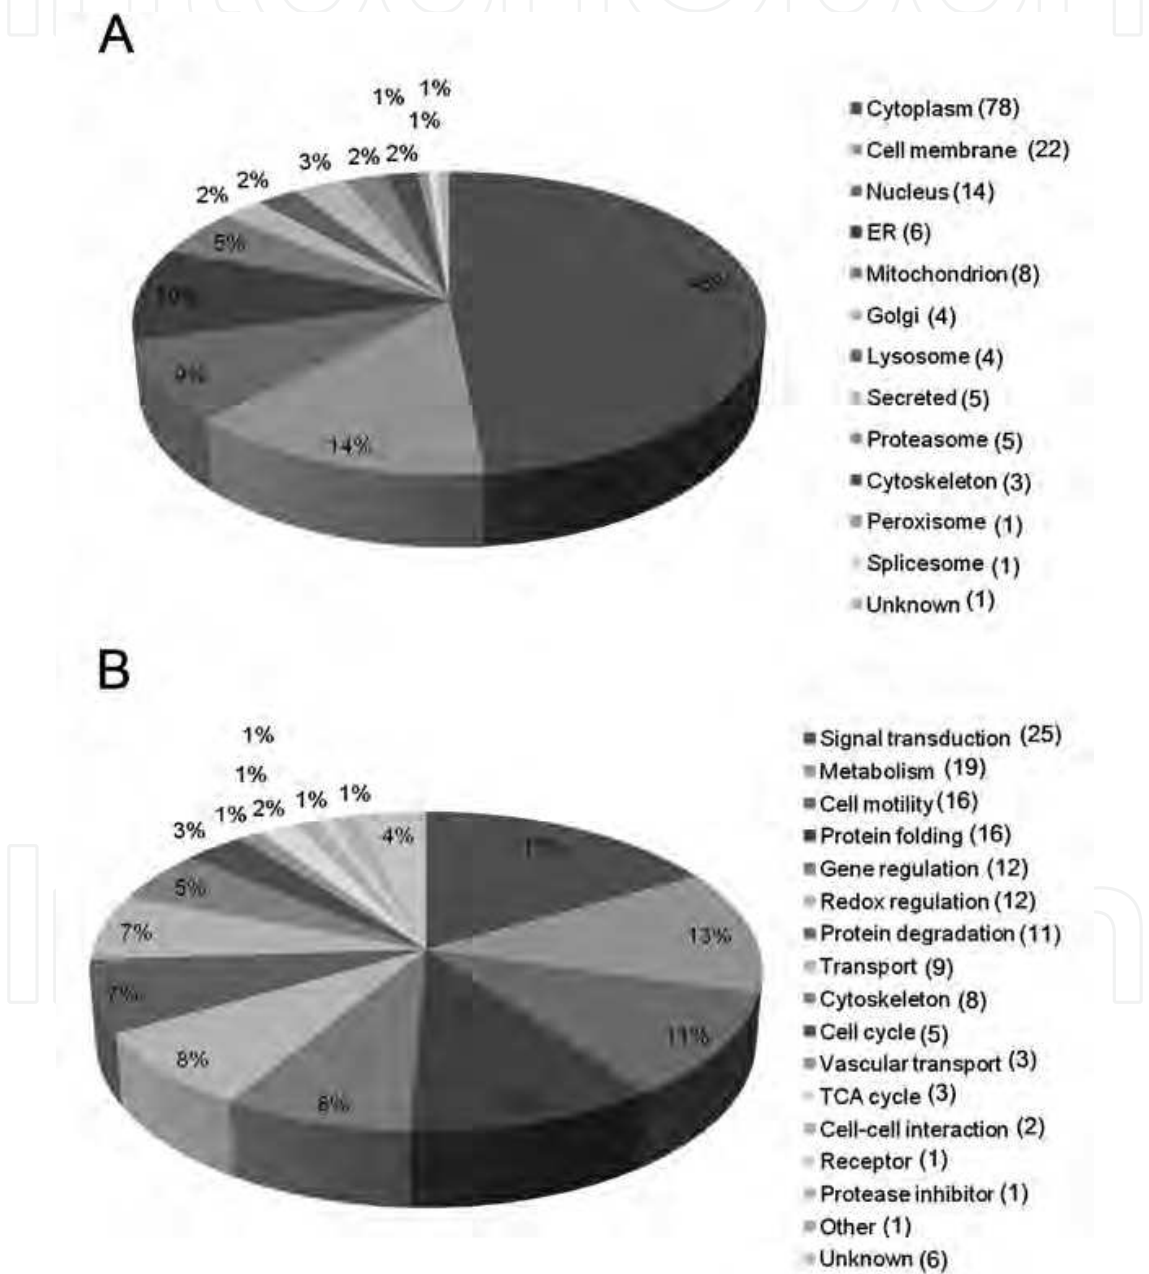 A
1% 1%
1%
3% 2% 2%
2% 2%
5%
10%
9%
14%
Cytoplasm (78)
Cell membrane (22)
Nucleus (14)
ER (6)
Mitochondrion (8)
Golgi (4)
Lysosome (4)
Secreted (5)
Proteasome (5)
Cytoskeleton (3)
Peroxisome (1)
Splicesome (1)
Unknown (1)
B
1%
1%
3% 1% 2% 1% 1%
4%
5%
7%
13%
7%
11%
8%
8%
Signal transduction (25)
Metabolism (19)
Cell motility (16)
Protein folding (16)
Gene regulation (12)
Redox regulation (12)
Protein degradation (11)
Transport (9)
Cytoskeleton (8)
Cell cycle (5)
Vascular transport (3)
TCA cycle (3)
Cell-cell interaction (2)
Receptor (1)
Protease inhibitor (1)
Other (1)
Unknown (6)